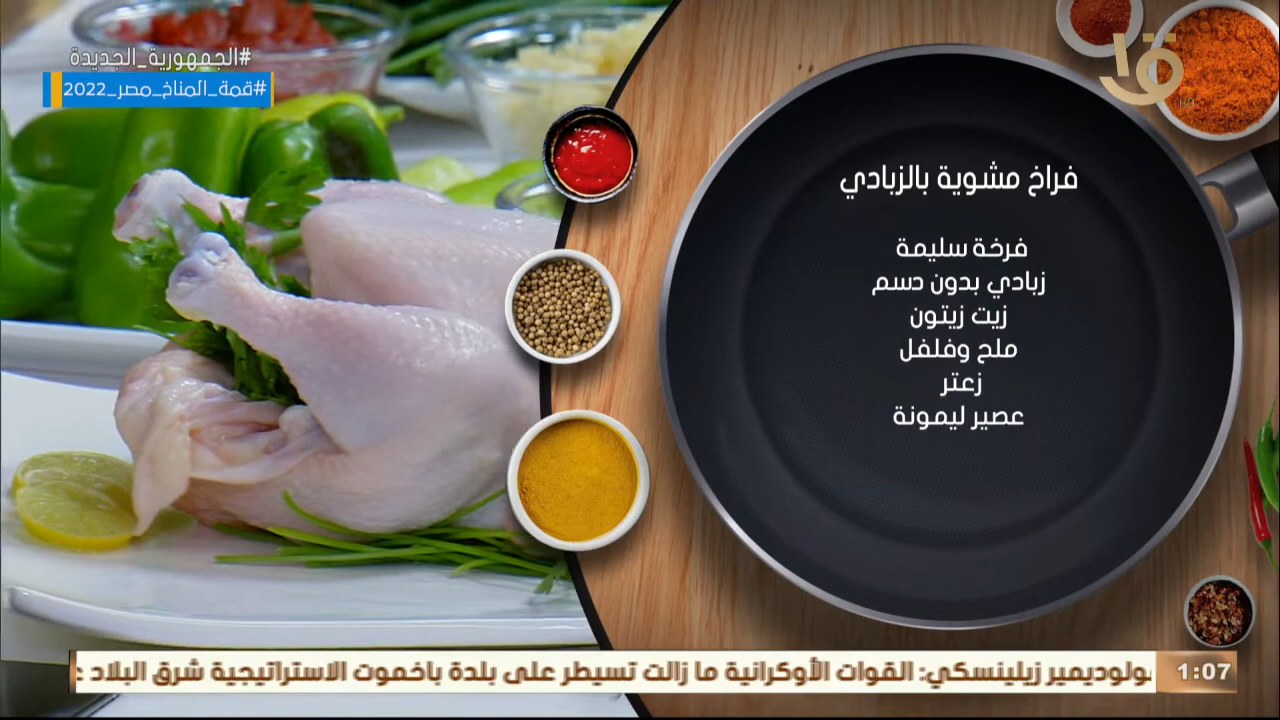 #الجمهورية_الجديدة
#قمة_المناخ_مصر_2022
HD
فراخ مشوية بالزبادي
فرخة سليمة
زبادي بدون دسم
زيت زيتون
ملح وفلفل
زعتر
عصير ليمونة
زيلينسكي: القوات الأوكرانية ما زالت تسيطر على بلدة باخموت الاستراتيجية شرق البلاد
1:07